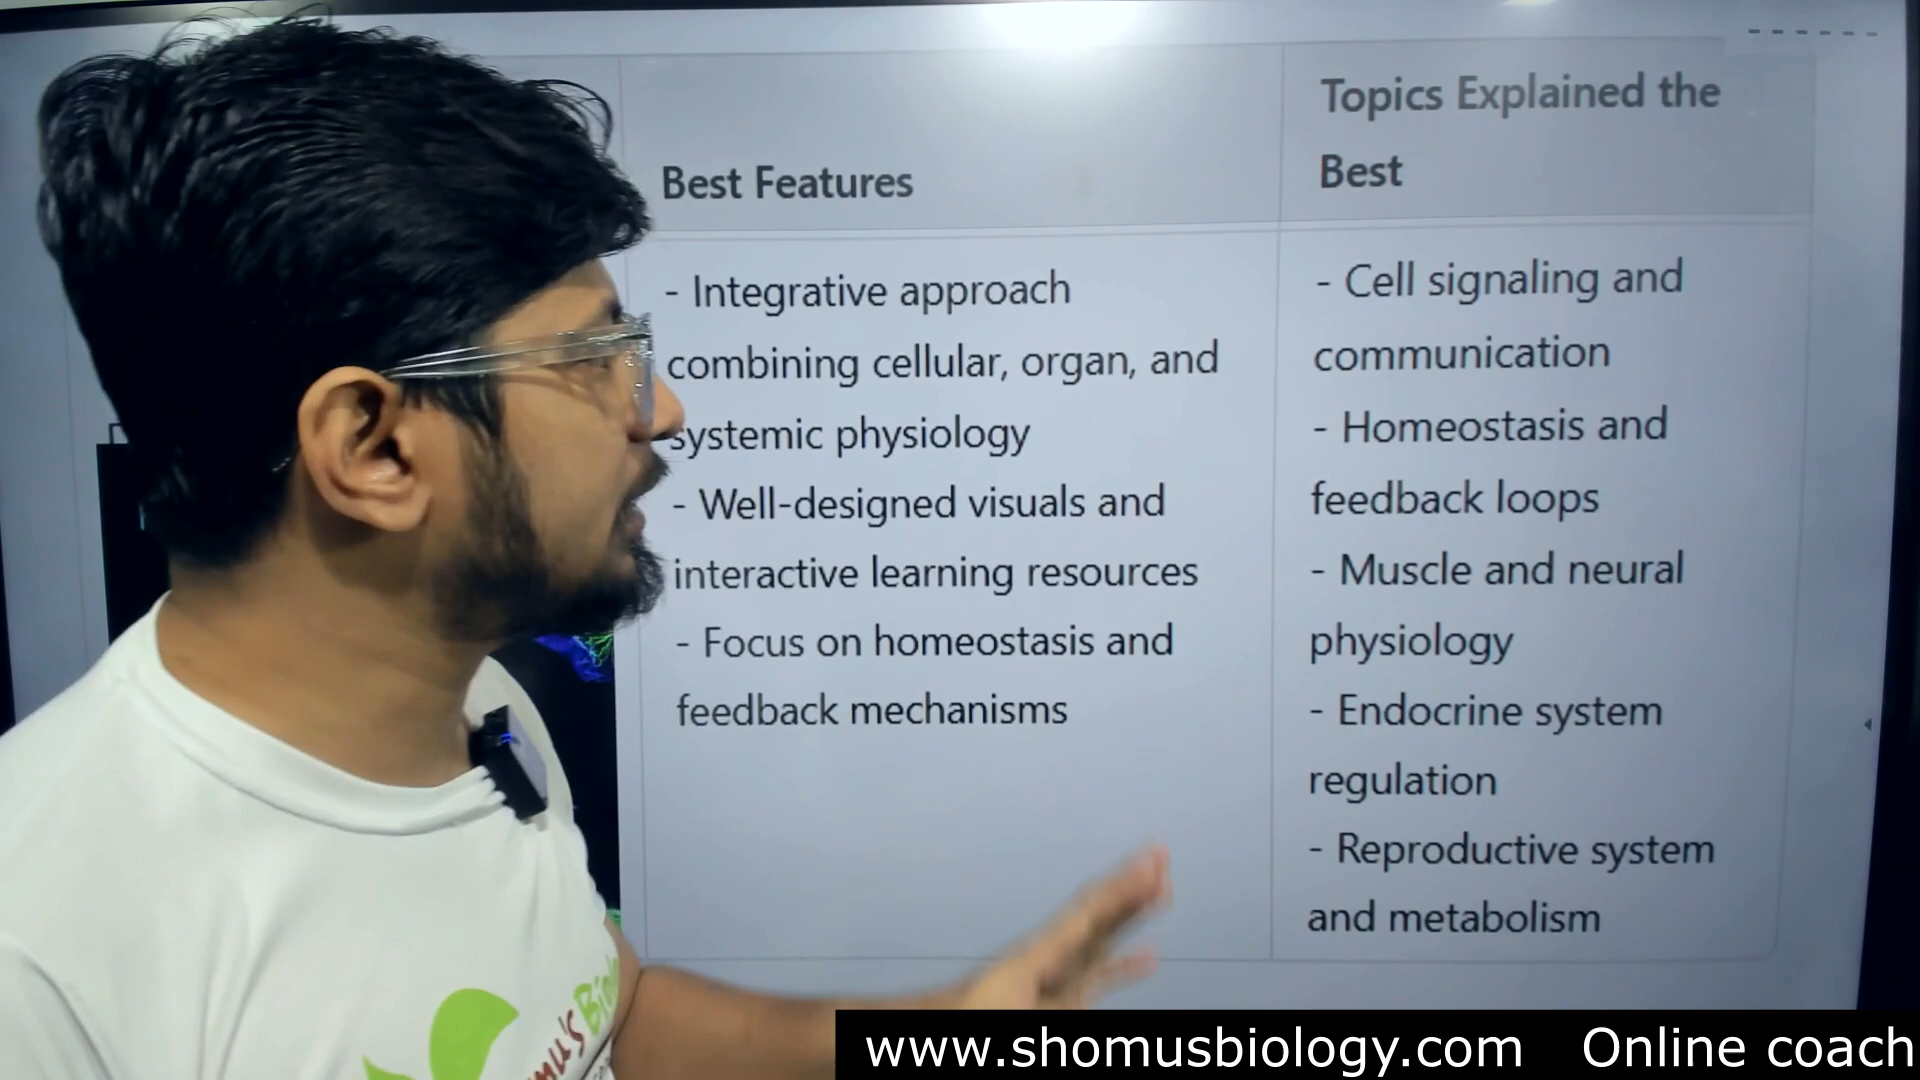 Best Features
- Integrative approach
combining cellular, organ, and
systemic physiology
- Well-designed visuals and
interactive learning resources
- Focus on homeostasis and
feedback mechanisms
Topics Explained the
Best
- Cell signaling and
communication
- Homeostasis and
feedback loops
- Muscle and neural
physiology
- Endocrine system
regulation
- Reproductive system
and metabolism
www.shomusbiology.com Online coach